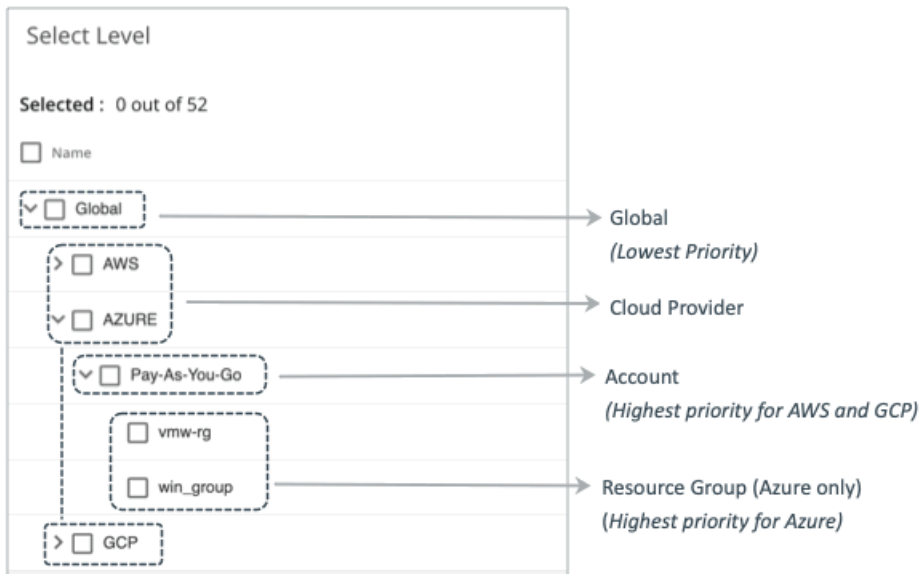 Select Level
Selected : 0 out of 52
Name
Global
Global
(Lowest Priority)
AWS
Cloud Provider
AZURE
Pay-As-You-Go
Account
(Highest priority for AWS and GCP)
vmw-rg
win_group
Resource Group (Azure only)
(Highest priority for Azure)
GCP